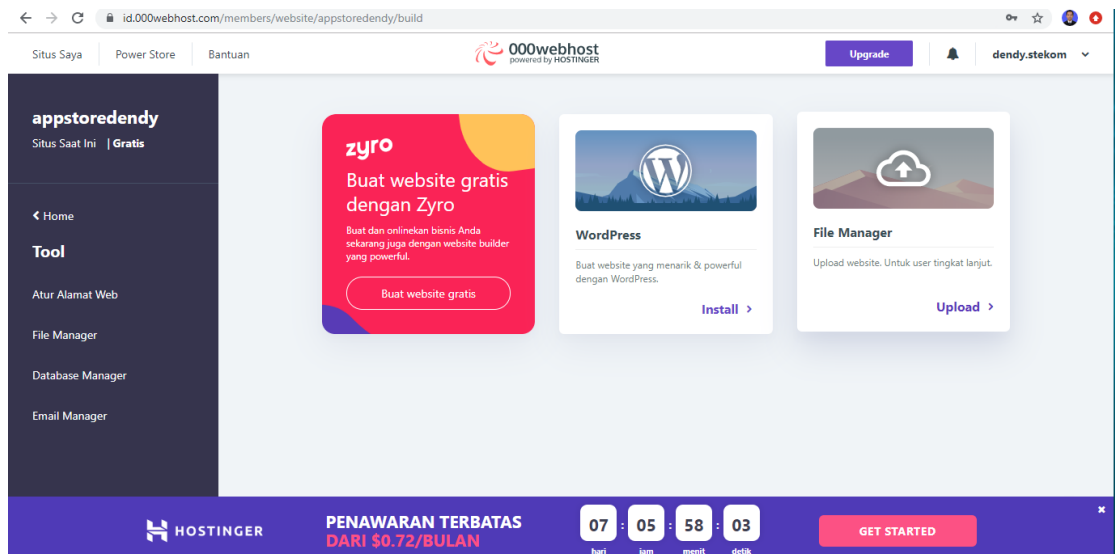 id.000webhost.com/members/website/appstoredendy/build
Situs Saya
Power Store
Bantuan
000webhost
powered by HOSTINGER
Upgrade
dendy.stekom
appstoredendy
Situs Saat Ini | Gratis
Home
Tool
Atur Alamat Web
File Manager
Database Manager
Email Manager
zyro
Buat website gratis
dengan Zyro
Buat dan onlinekan bisnis Anda
sekarang juga dengan website builder
yang powerful.
Buat website gratis
WordPress
Buat website yang menarik & powerful
dengan WordPress.
Install >
File Manager
Upload website. Untuk user tingkat lanjut.
Upload >
HOSTINGER
PENAWARAN TERBATAS
DARI $0.72/BULAN
07 : 05 : 58 : 03
hari jam menit detik
GET STARTED